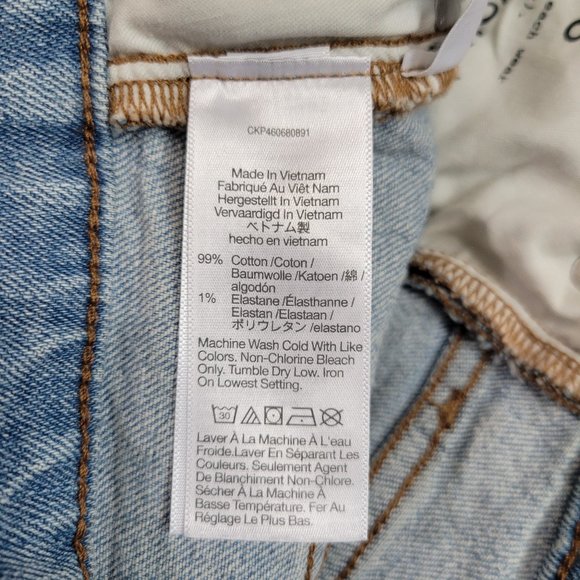 each wear
CKP460680891
Made In Vietnam
Fabriqué Au Viêt Nam
Hergestellt In Vietnam
Vervaardigd In Vietnam
ベトナム製
hecho en vietnam
99% Cotton /Coton /
Baumwolle /Katoen /綿 /
algodón
1% Elastane /Élasthanne /
Elastan /Elastaan /
ポリウレタン /elastano
Machine Wash Cold With Like
Colors. Non-Chlorine Bleach
Only. Tumble Dry Low. Iron
On Lowest Setting.
30
Laver À La Machine À L'eau
Froide.Laver En Séparant Les
Couleurs. Seulement Agent
De Blanchiment Non-Chlore.
Sécher À La Machine À
Basse Température. Fer Au
Réglage Le Plus Bas.